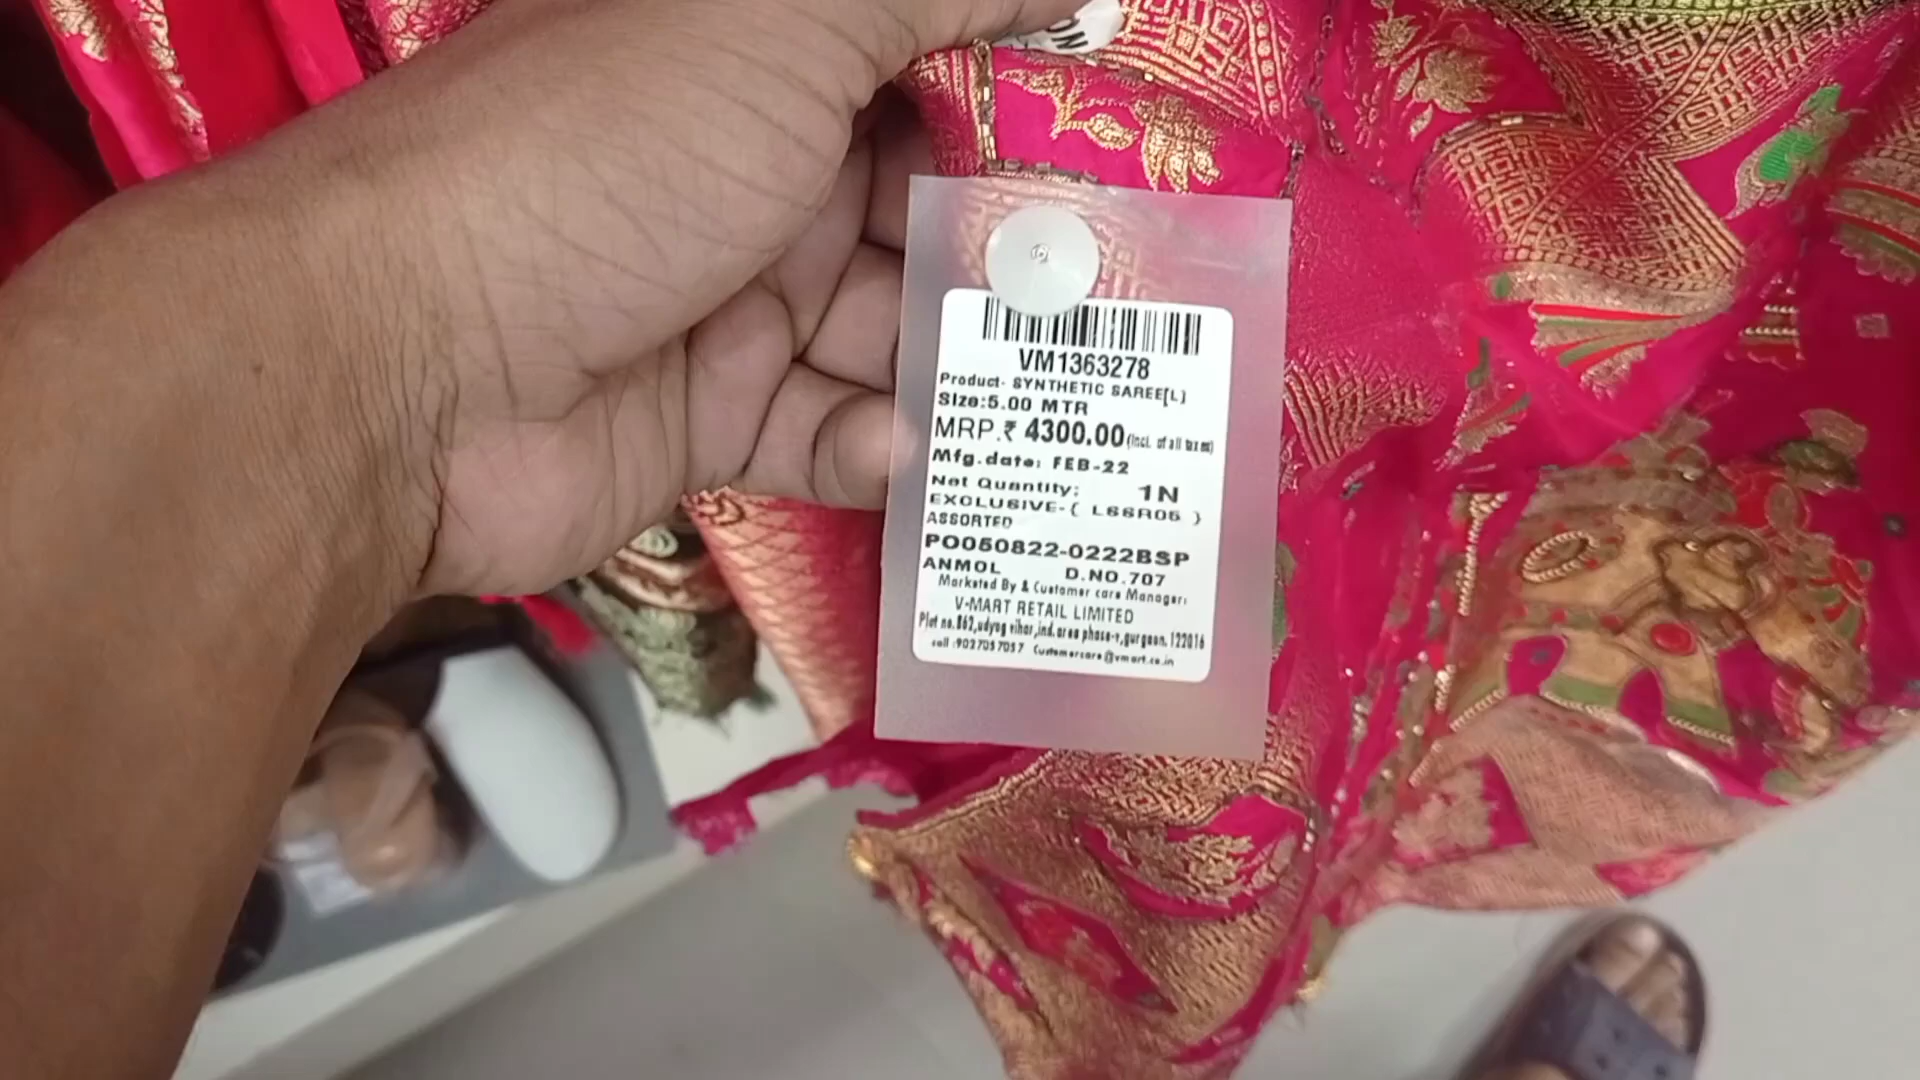 ON
VM1363278
Product- SYNTHETIC SAREE[L]
Size:5.00 MTR
MRP.₹ 4300.00(Incl. of all taxes)
Mfg.date: FEB-22
Net Quantity: 1N
EXCLUSIVE-( LSSR05 )
ASSORTED
PO050822-0222BSP
ANMOL D.NO.707
Marketed By & Customer care Manager:
V-MART RETAIL LIMITED
Plot no.862,udyog vihar,ind.area phase-v,gurgaon. 122016
call :9027057057 Customercare@vmart.co.in